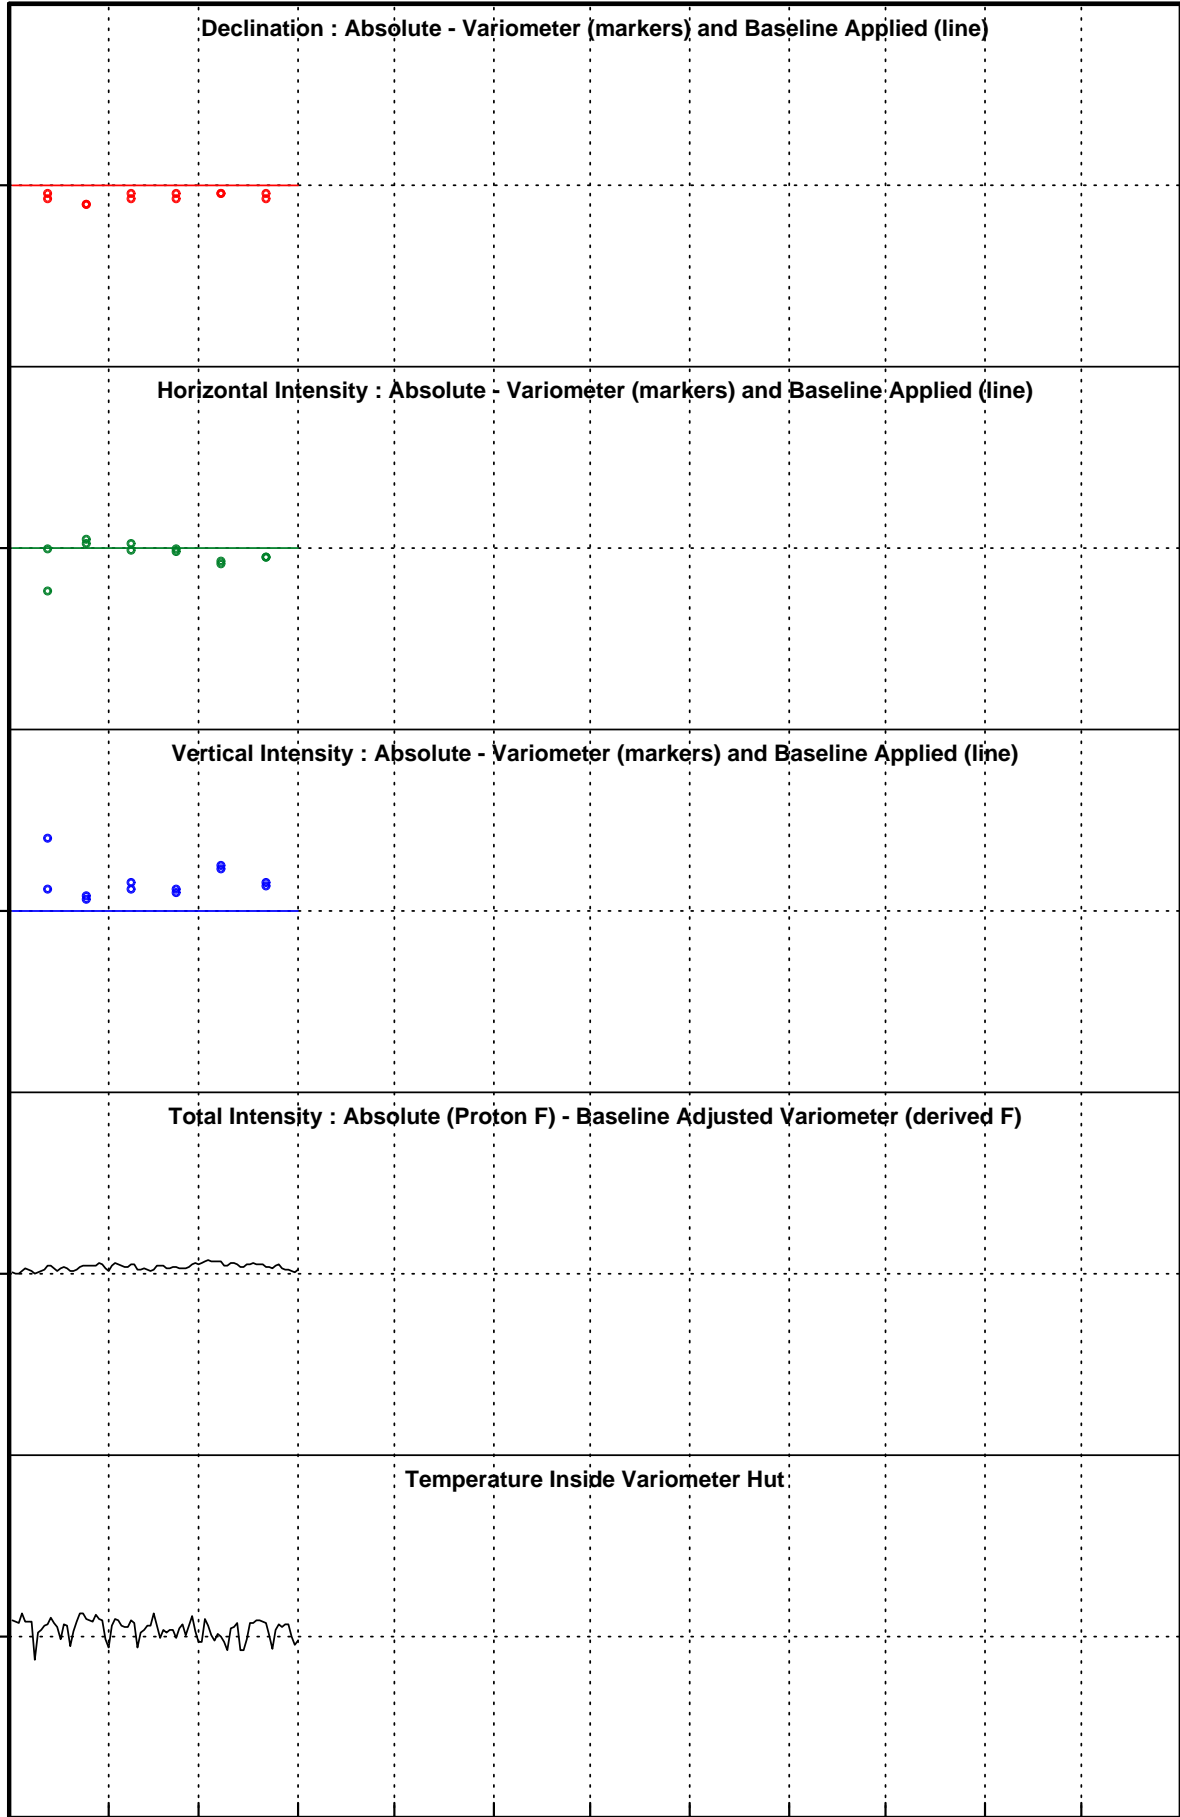 Declination : Absolute - Variometer (markers) and Baseline Applied (line)
Horizontal Intensity : Absolute - Variometer (markers) and Baseline Applied (line)
Vertical Intensity : Absolute - Variometer (markers) and Baseline Applied (line)
Total Intensity : Absolute (Proton F) - Baseline Adjusted Variometer (derived F)
Temperature Inside Variometer Hut